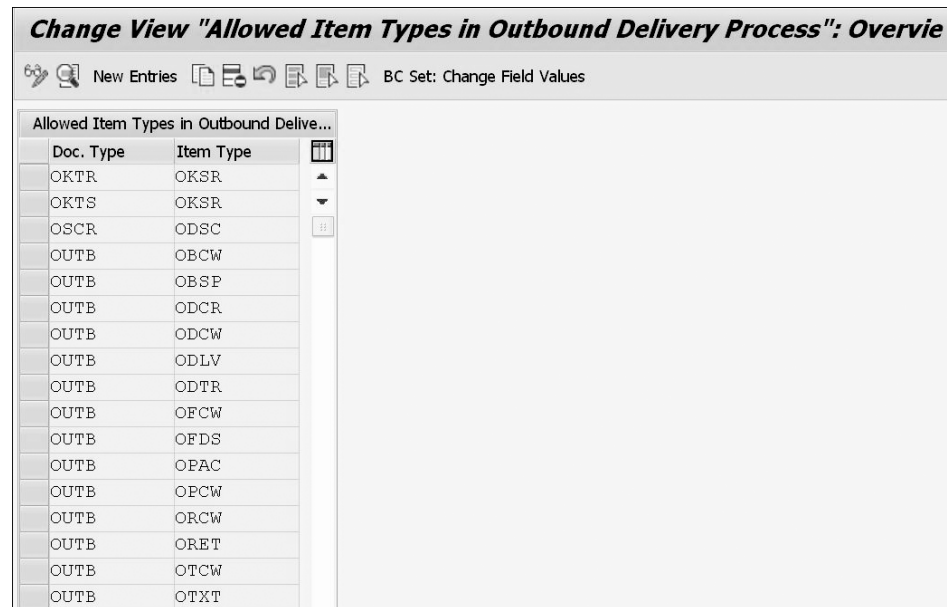 Change View "Allowed Item Types in Outbound Delivery Process": Overvie
New Entries BC Set: Change Field Values
Allowed Item Types in Outbound Delive...
Doc. Type Item Type
OKTR OKSR
OKTS OKSR
OSCR ODSC
OUTB OBCW
OUTB OBSP
OUTB ODCR
OUTB ODCW
OUTB ODLV
OUTB ODTR
OUTB OFCW
OUTB OFDS
OUTB OPAC
OUTB OPCW
OUTB ORCW
OUTB ORET
OUTB OTCW
OUTB OTXT